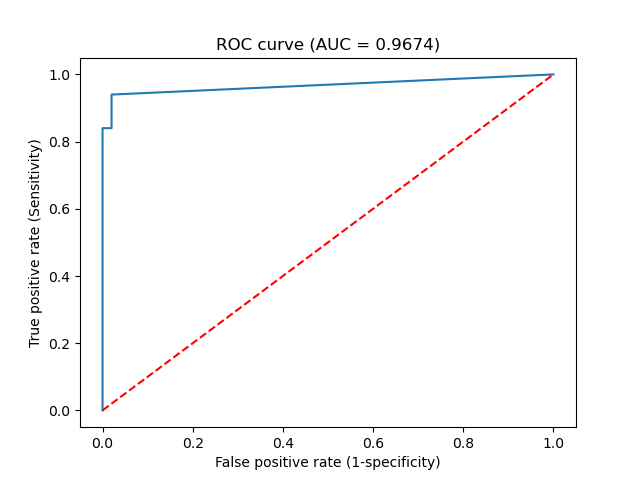 ROC curve (AUC = 0.9674)
1.0
0.8
0.6
0.4
0.2
0.0
True positive rate (Sensitivity)
0.0 0.2 0.4 0.6 0.8 1.0
False positive rate (1-specificity)